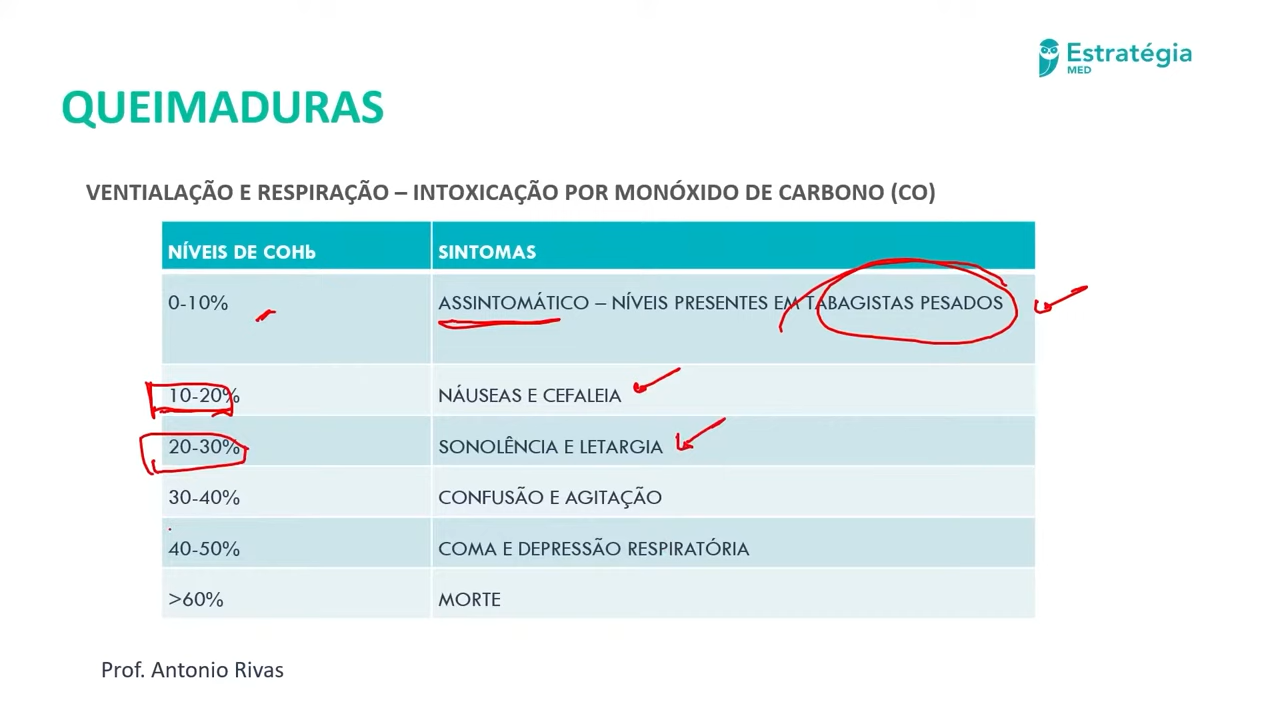 Estratégia
MED
QUEIMADURAS
VENTIALAÇÃO E RESPIRAÇÃO – INTOXICAÇÃO POR MONÓXIDO DE CARBONO (CO)
NÍVEIS DE COHb SINTOMAS
0-10% ASSINTOMÁTICO – NÍVEIS PRESENTES EM TABAGISTAS PESADOS
10-20% NÁUSEAS E CEFALEIA
20-30% SONOLÊNCIA E LETARGIA
30-40% CONFUSÃO E AGITAÇÃO
40-50% COMA E DEPRESSÃO RESPIRATÓRIA
>60% MORTE
Prof. Antonio Rivas